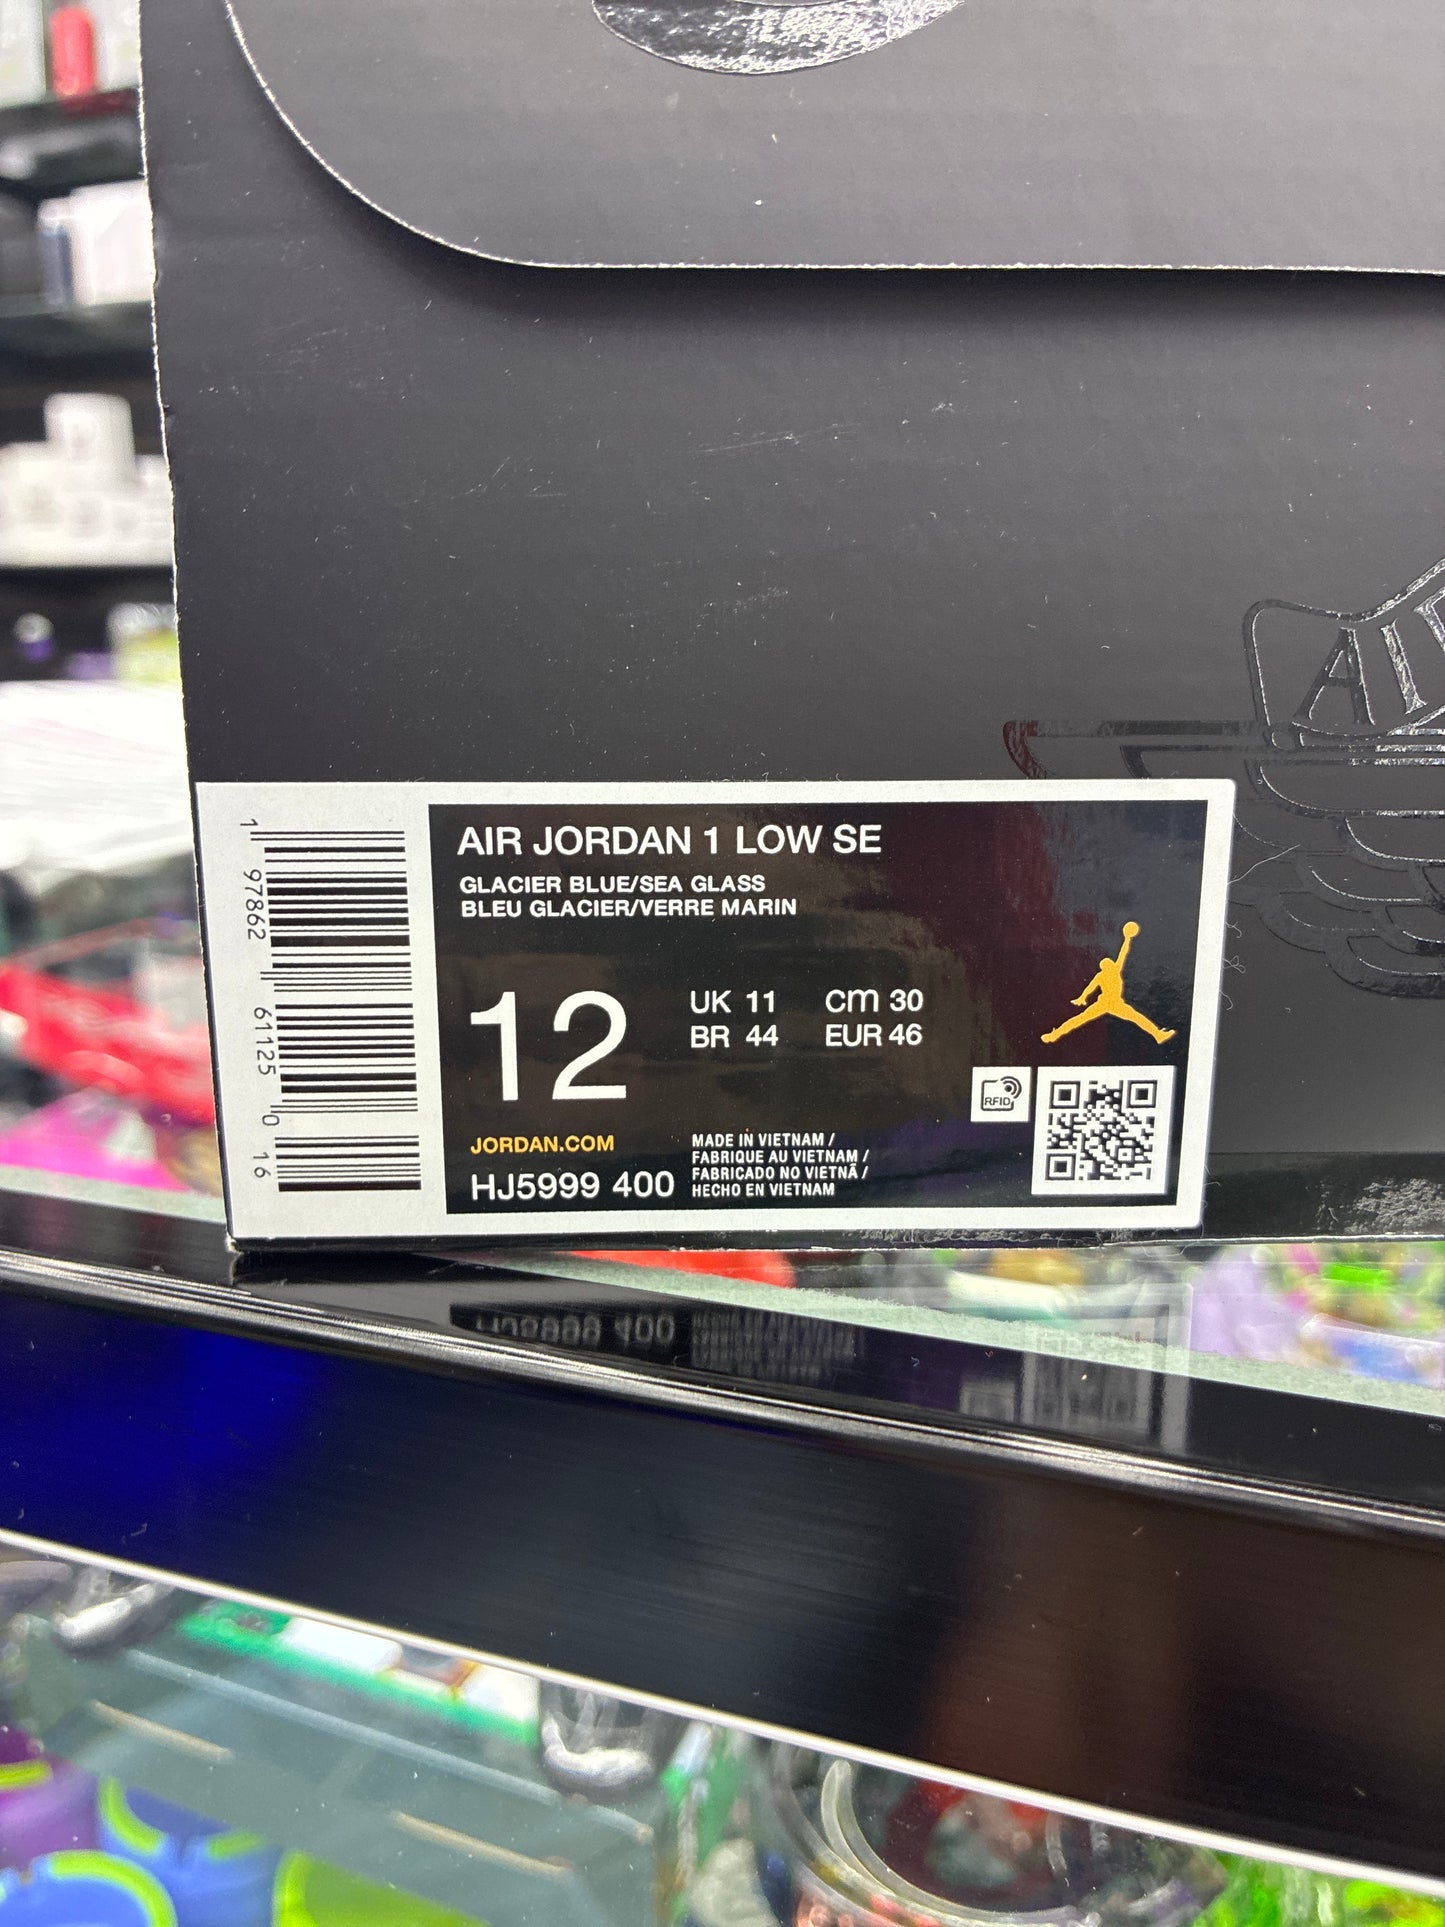 AIR JORDAN 1 LOW SE
GLACIER BLUE/SEA GLASS
BLEU GLACIER/VERRE MARIN
12
UK 11 cm 30
BR 44 EUR 46
RFID
JORDAN.COM
HJ5999 400
MADE IN VIETNAM /
FABRIQUE AU VIETNAM /
FABRICADO NO VIETNÃ /
HECHO EN VIETNAM
1 97862 61125 0 16
AIR